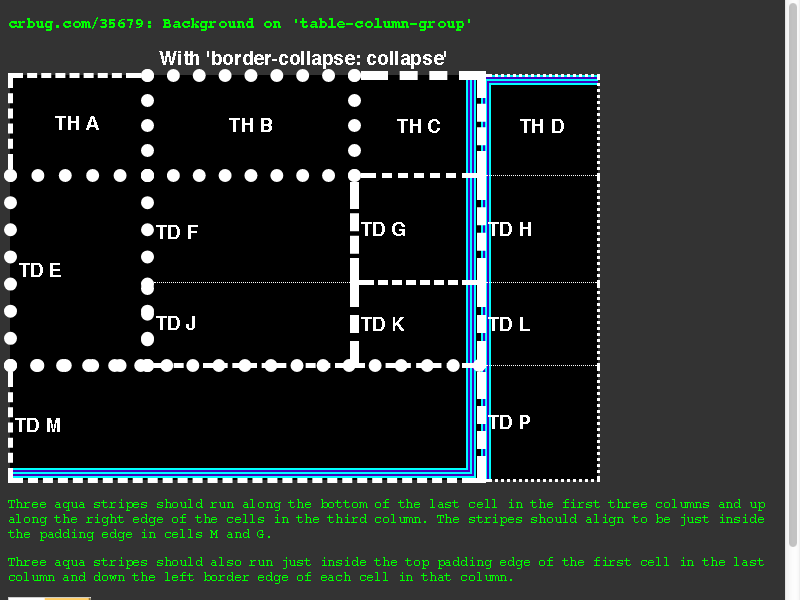 crbug.com/35679: Background on 'table-column-group'
With 'border-collapse: collapse'
TH A TH B TH C TH D
TD E TD F TD G TD H
TD J TD K TD L
TD M TD P
Three aqua stripes should run along the bottom of the last cell in the first three columns and up
along the right edge of the cells in the third column. The stripes should align to be just inside
the padding edge in cells M and G.
Three aqua stripes should also run just inside the top padding edge of the first cell in the last
column and down the left border edge of each cell in that column.